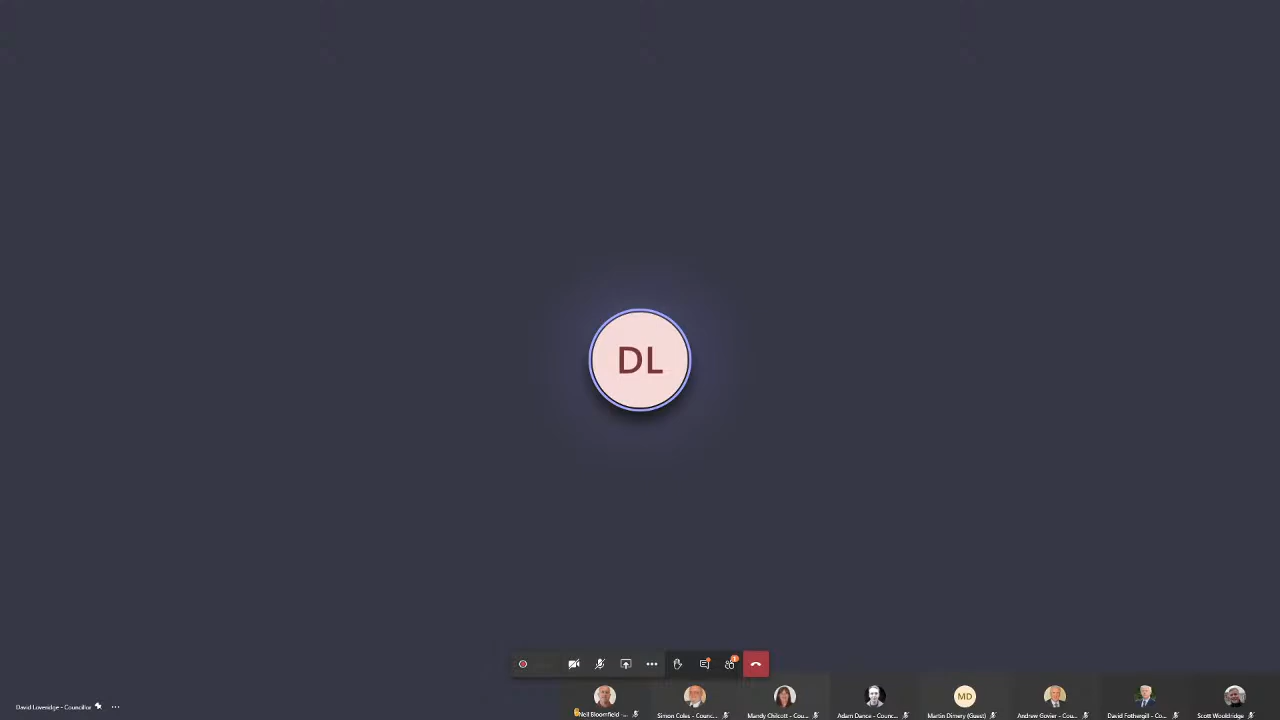 DL
David Loveridge - Councillor
Neil Bloomfield - ...
Simon Coles - Counc...
Mandy Chilcott - Cou...
Adam Dance - Counc...
MD
Martin Dimery (Guest)
Andrew Govier - Cou...
David Fothergill - Co...
Scott Wooldridge